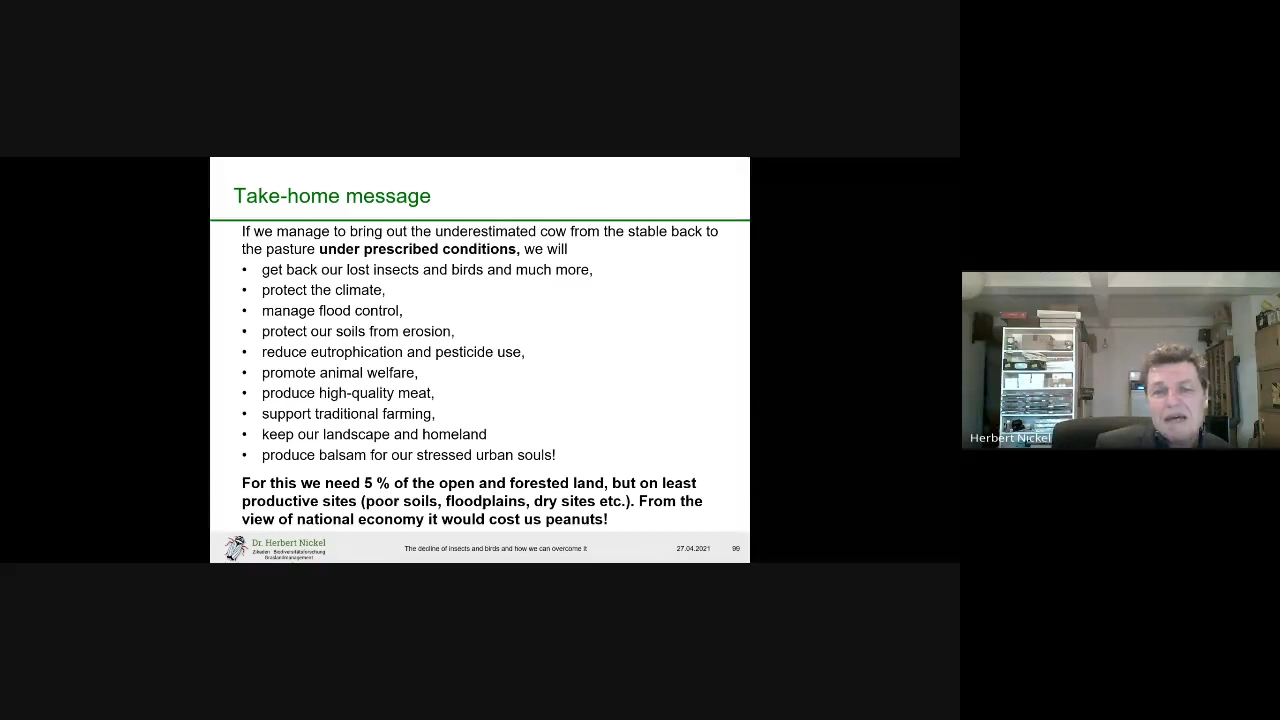 Take-home message
If we manage to bring out the underestimated cow from the stable back to
the pasture under prescribed conditions, we will
• get back our lost insects and birds and much more,
• protect the climate,
• manage flood control,
• protect our soils from erosion,
• reduce eutrophication and pesticide use,
• promote animal welfare,
• produce high-quality meat,
• support traditional farming,
• keep our landscape and homeland
• produce balsam for our stressed urban souls!
For this we need 5 % of the open and forested land, but on least
productive sites (poor soils, floodplains, dry sites etc.). From the
view of national economy it would cost us peanuts!
Dr. Herbert Nickel
Zikaden Biodiversitätsforschung
Graslandmanagement
The decline of insects and birds and how we can overcome it
27.04.2021
99
Herbert Nickel